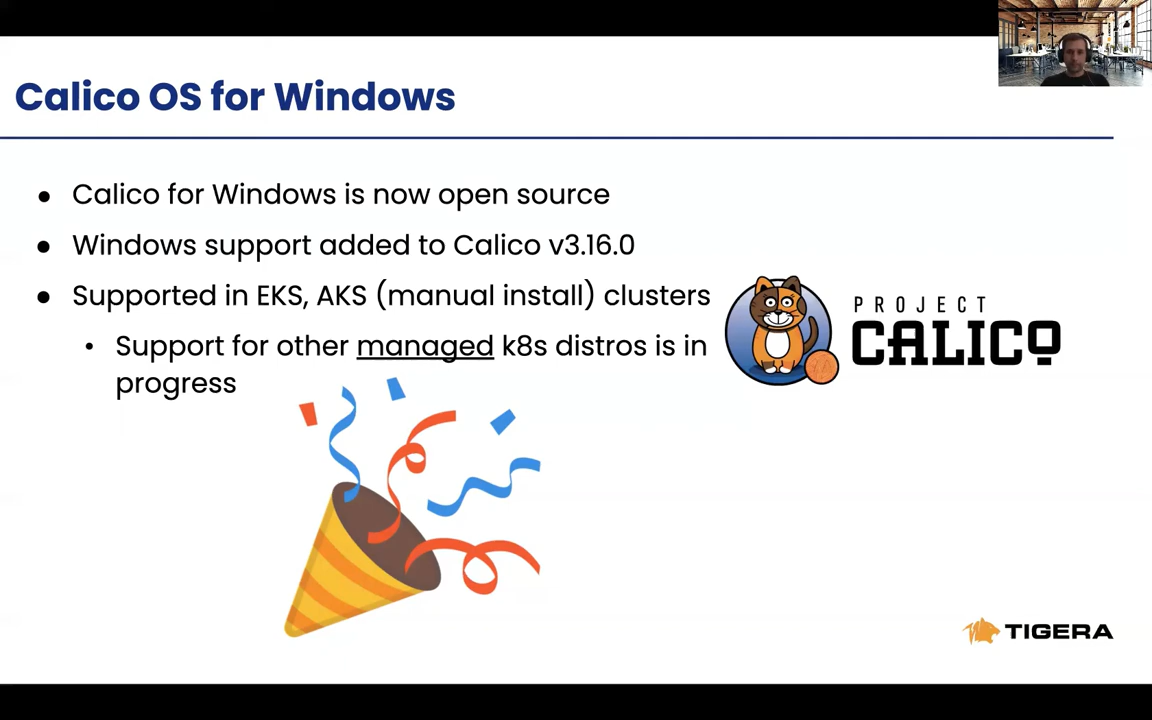 Calico OS for Windows
● Calico for Windows is now open source
● Windows support added to Calico v3.16.0
● Supported in EKS, AKS (manual install) clusters
• Support for other managed k8s distros is in
progress
PROJECT
CALICO
TIGERA